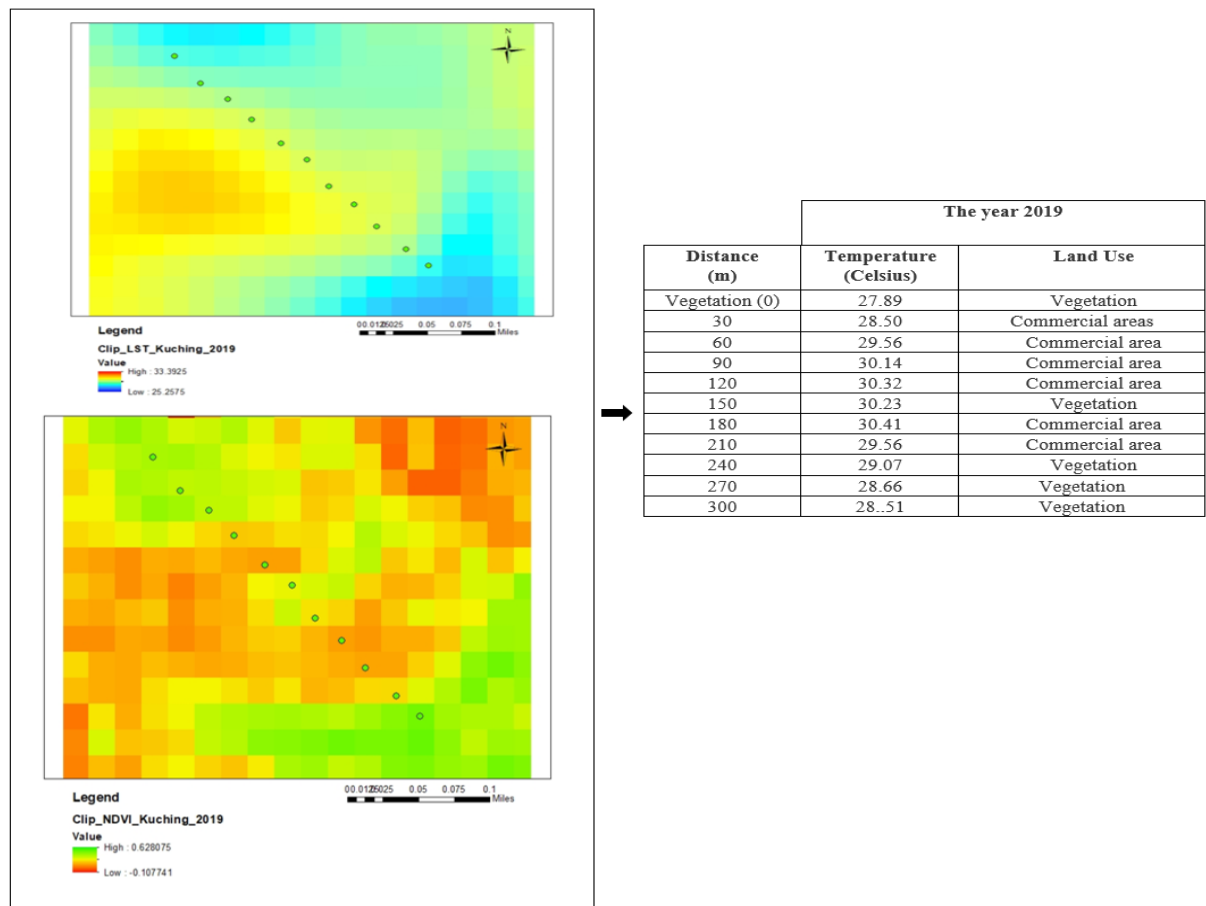 N
00.0125025 0.05 0.075 0.1
Miles
Legend
Clip_LST_Kuching_2019
Value
High : 33.3925
Low : 25.2575
N
00.0125025 0.05 0.075 0.1
Miles
Legend
Clip_NDVI_Kuching_2019
Value
High : 0.628075
Low : -0.107741
The year 2019
Distance (m) Temperature (Celsius) Land Use
Vegetation (0) 27.89 Vegetation
30 28.50 Commercial areas
60 29.56 Commercial area
90 30.14 Commercial area
120 30.32 Commercial area
150 30.23 Vegetation
180 30.41 Commercial area
210 29.56 Commercial area
240 29.07 Vegetation
270 28.66 Vegetation
300 28..51 Vegetation